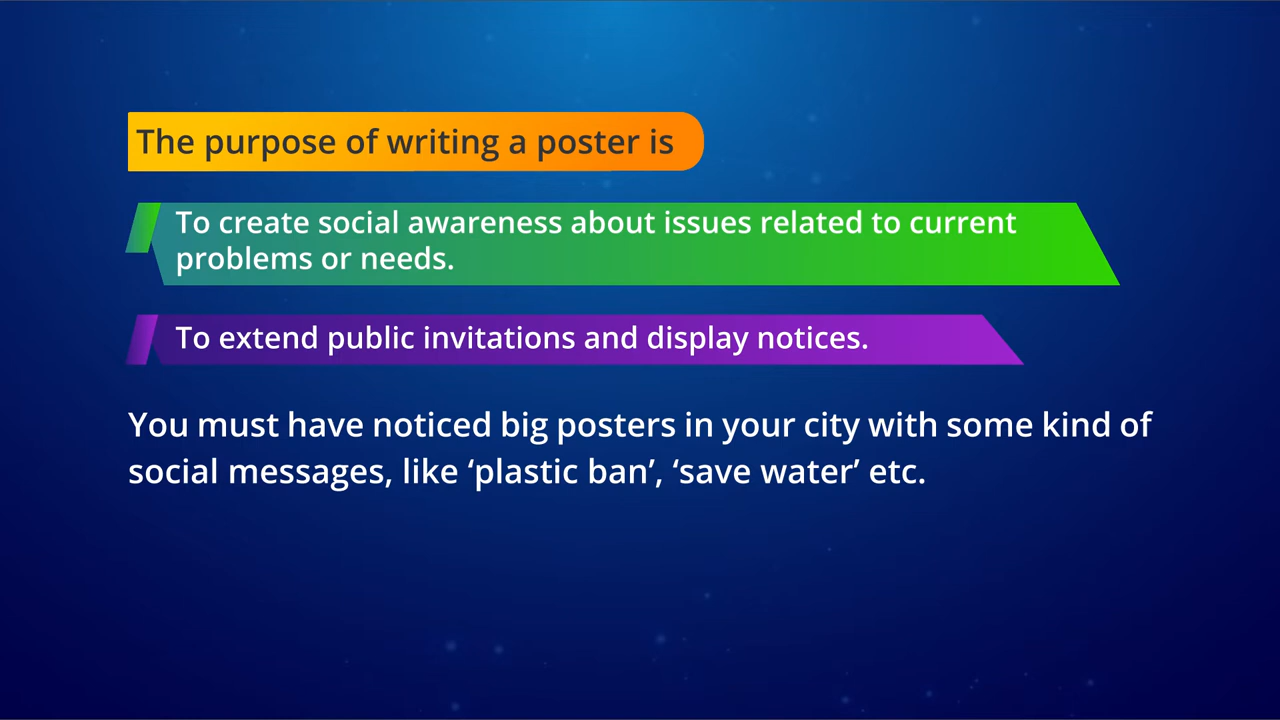 The purpose of writing a poster is
To create social awareness about issues related to current
problems or needs.
To extend public invitations and display notices.
You must have noticed big posters in your city with some kind of
social messages, like ‘plastic ban’, ‘save water’ etc.